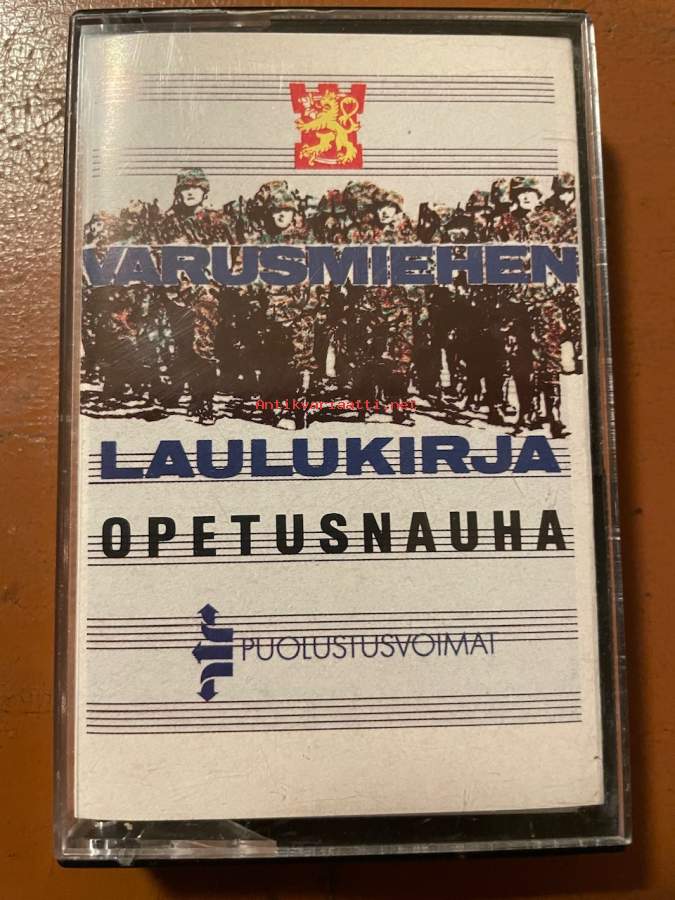 VARUSMIEHEN
Antikvariaatti.net
LAULUKIRJA
OPETUSNAUHA
PUOLUSTUSVOIMAT